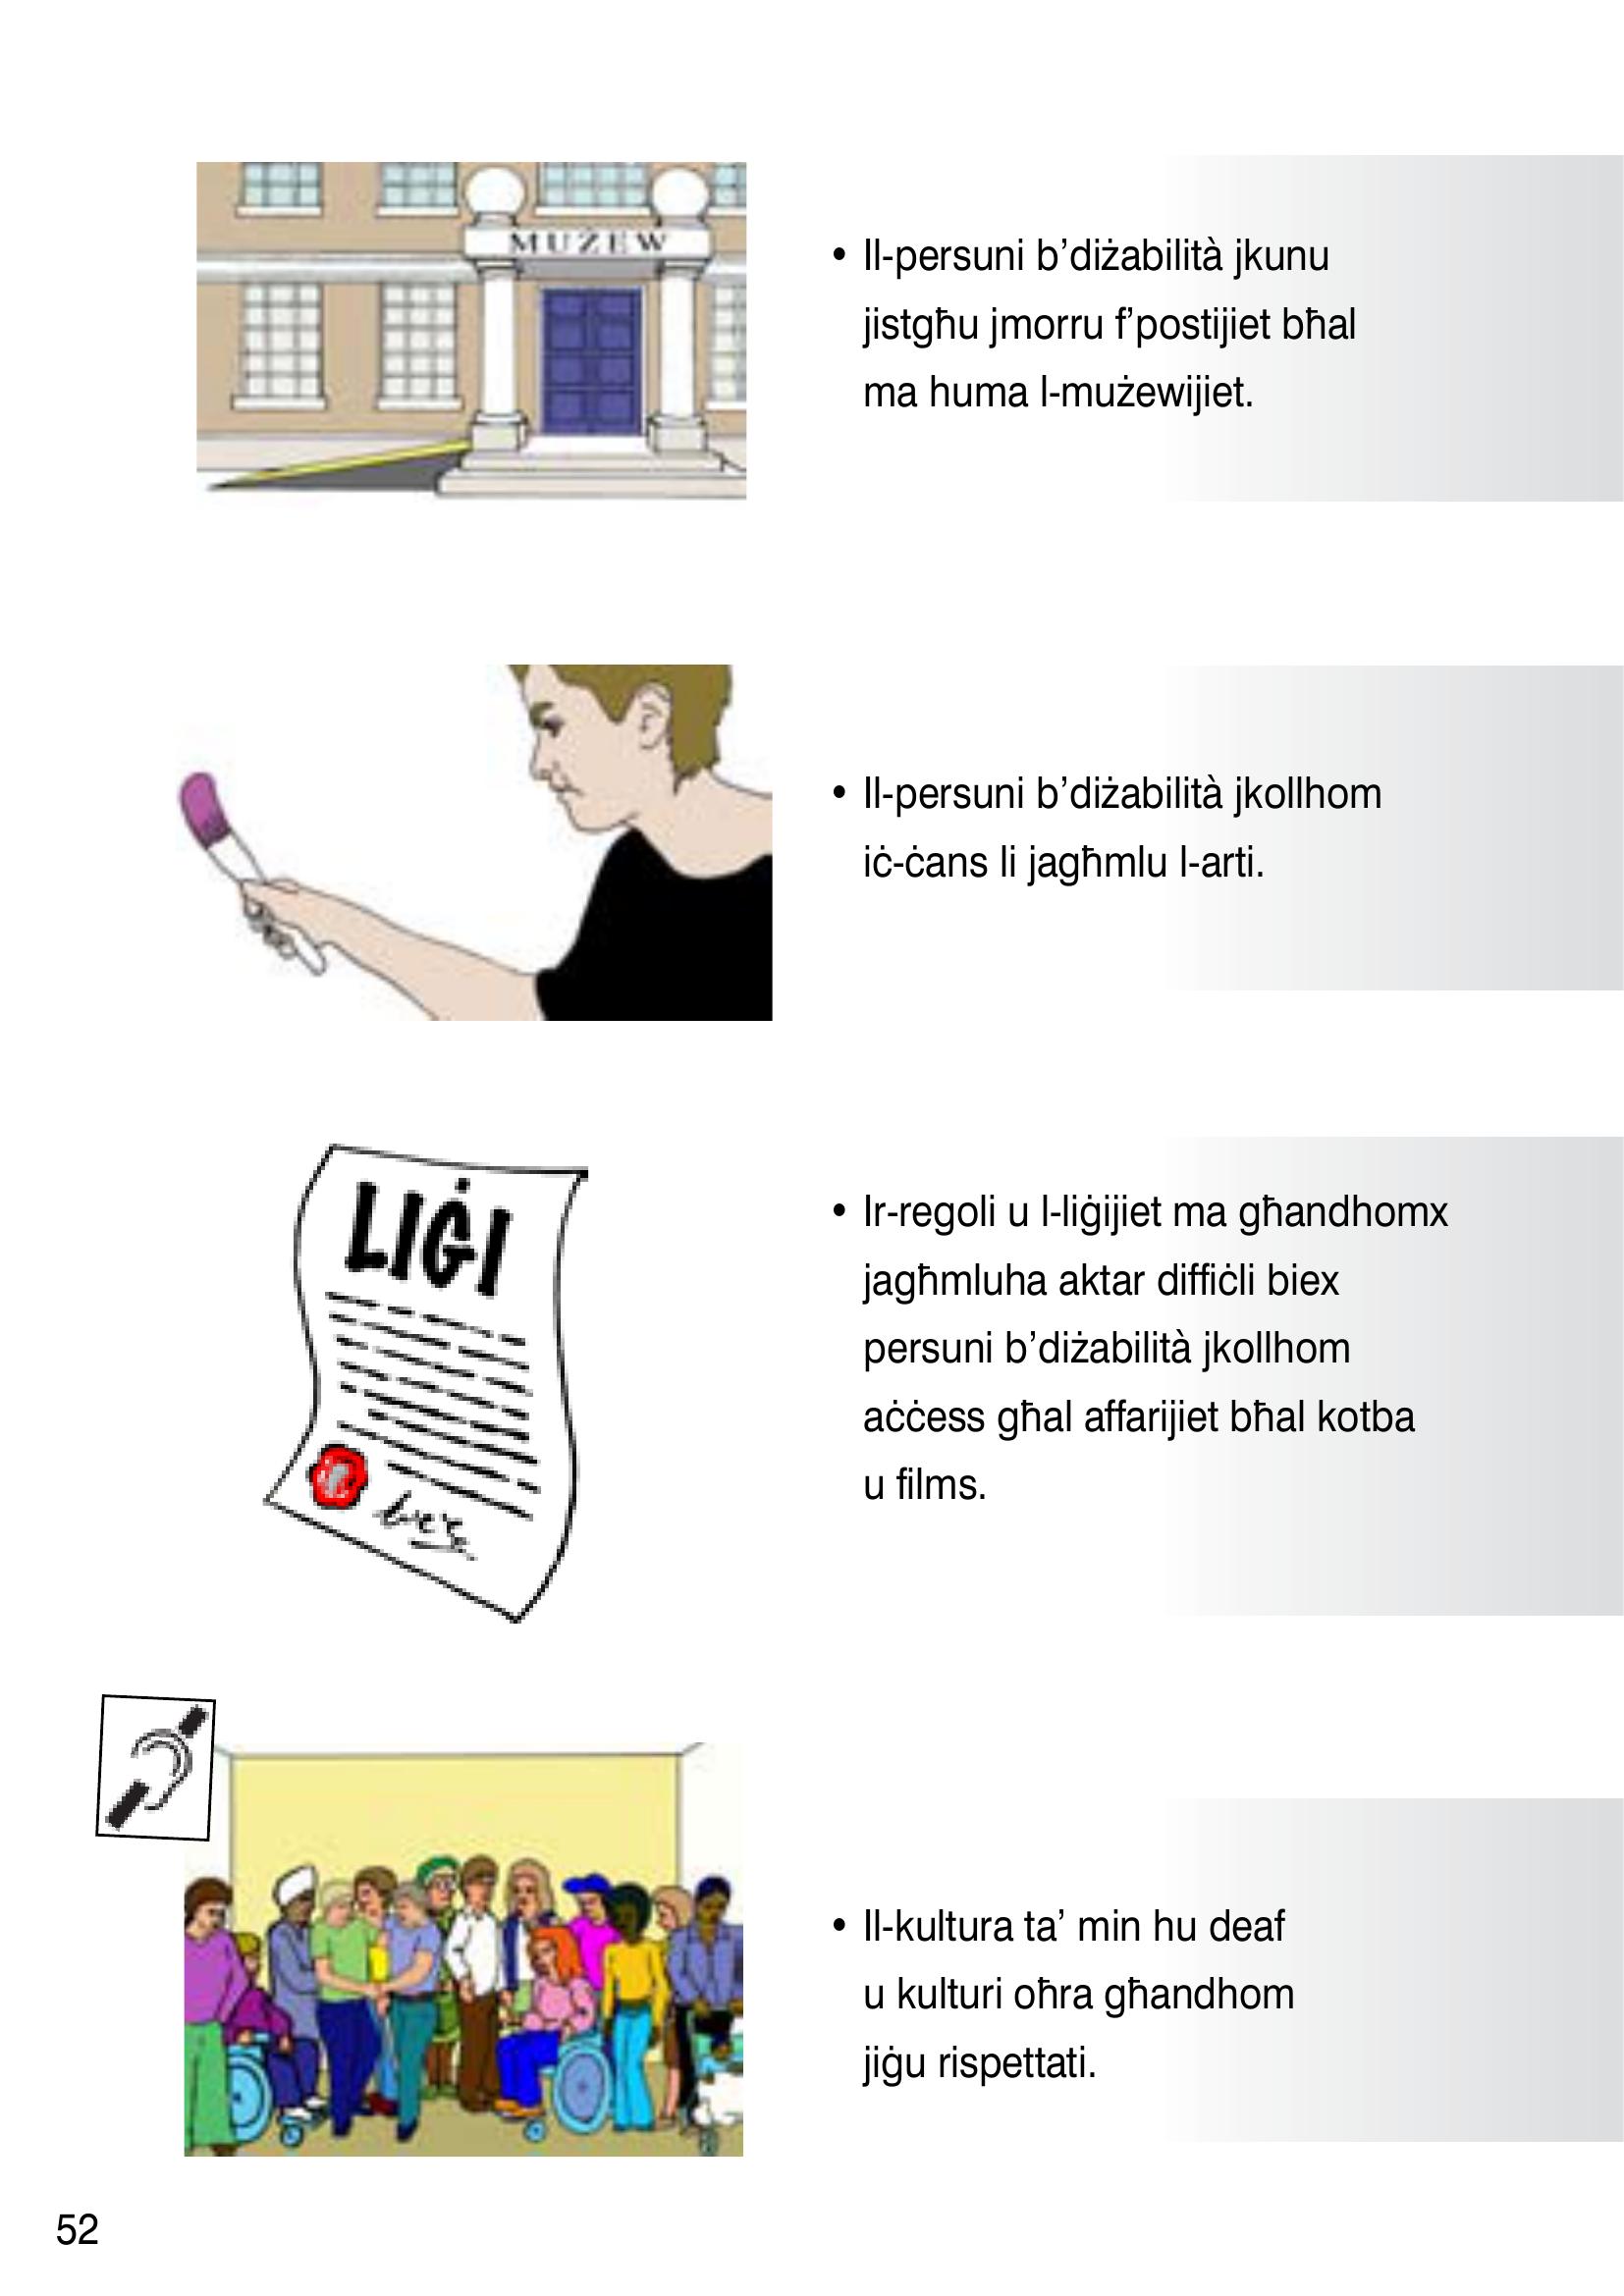 MUŻEW
• Il-persuni b’diżabilità jkunu
jistgħu jmorru f’postijiet bħal
ma huma l-mużewijiet.
• Il-persuni b’diżabilità jkollhom
iċ-ċans li jagħmlu l-arti.
LIĠI
• Ir-regoli u l-liġijiet ma għandhomx
jagħmluha aktar diffiċli biex
persuni b’diżabilità jkollhom
aċċess għal affarijiet bħal kotba
u films.
• Il-kultura ta’ min hu deaf
u kulturi oħra għandhom
jiġu rispettati.
52